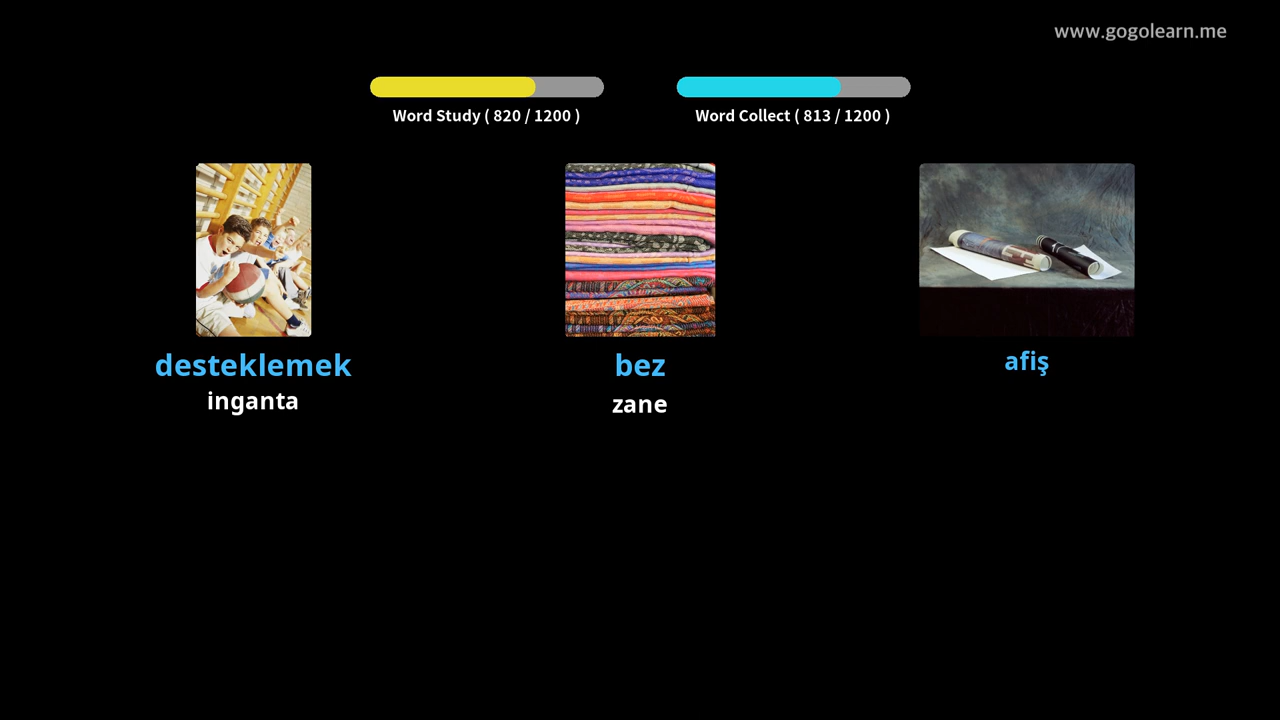 www.gogolearn.me
Word Study ( 820 / 1200 )
Word Collect ( 813 / 1200 )
desteklemek
inganta
bez
zane
afiş